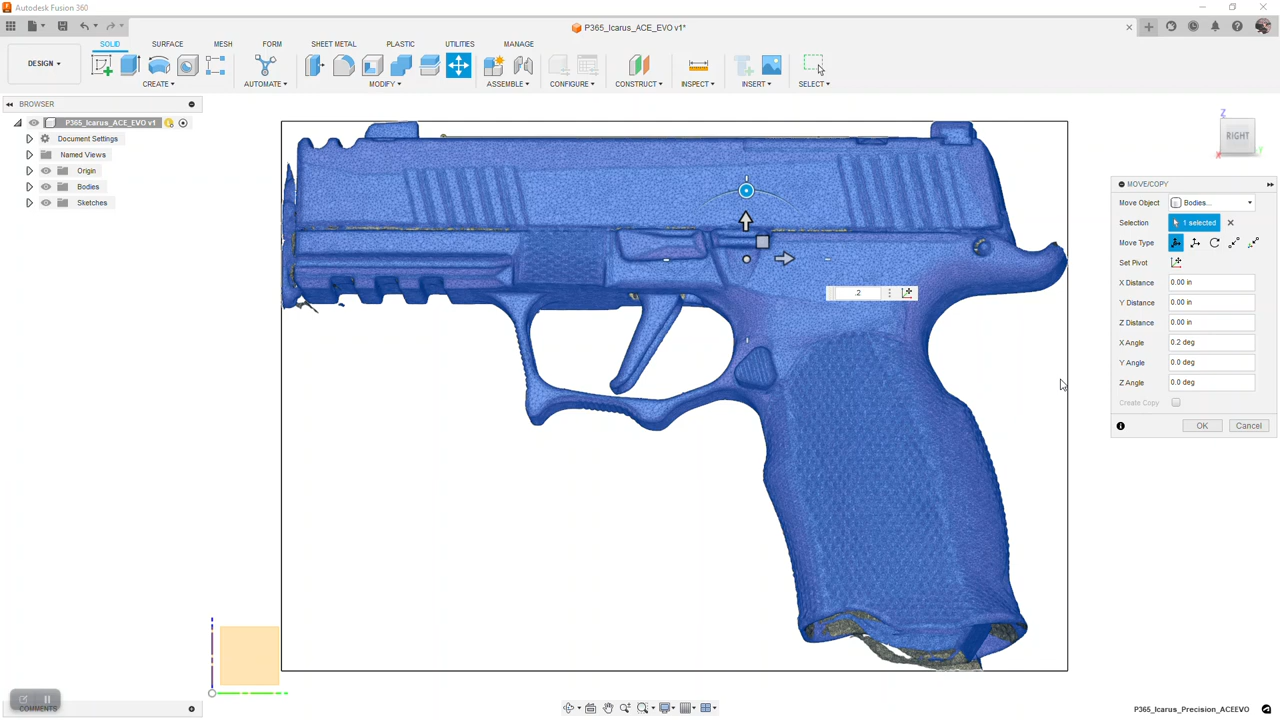 Autodesk Fusion 360
P365_Icarus_ACE_EVO v1*
SOLID SURFACE MESH FORM SHEET METAL PLASTIC UTILITIES MANAGE
DESIGN
CREATE AUTOMATE MODIFY ASSEMBLE CONFIGURE CONSTRUCT INSPECT INSERT SELECT
BROWSER
P365_Icarus_ACE_EVO v1
Document Settings
Named Views
Origin
Bodies
Sketches
Z
RIGHT
X
Y
MOVE/COPY
Move Object Bodies...
Selection 1 selected
Move Type
Set Pivot
X Distance 0.00 in
Y Distance 0.00 in
Z Distance 0.00 in
X Angle 0.2 deg
Y Angle 0.0 deg
Z Angle 0.0 deg
Create Copy
OK Cancel
.2
COMMENTS
P365_Icarus_Precision_ACEEVO